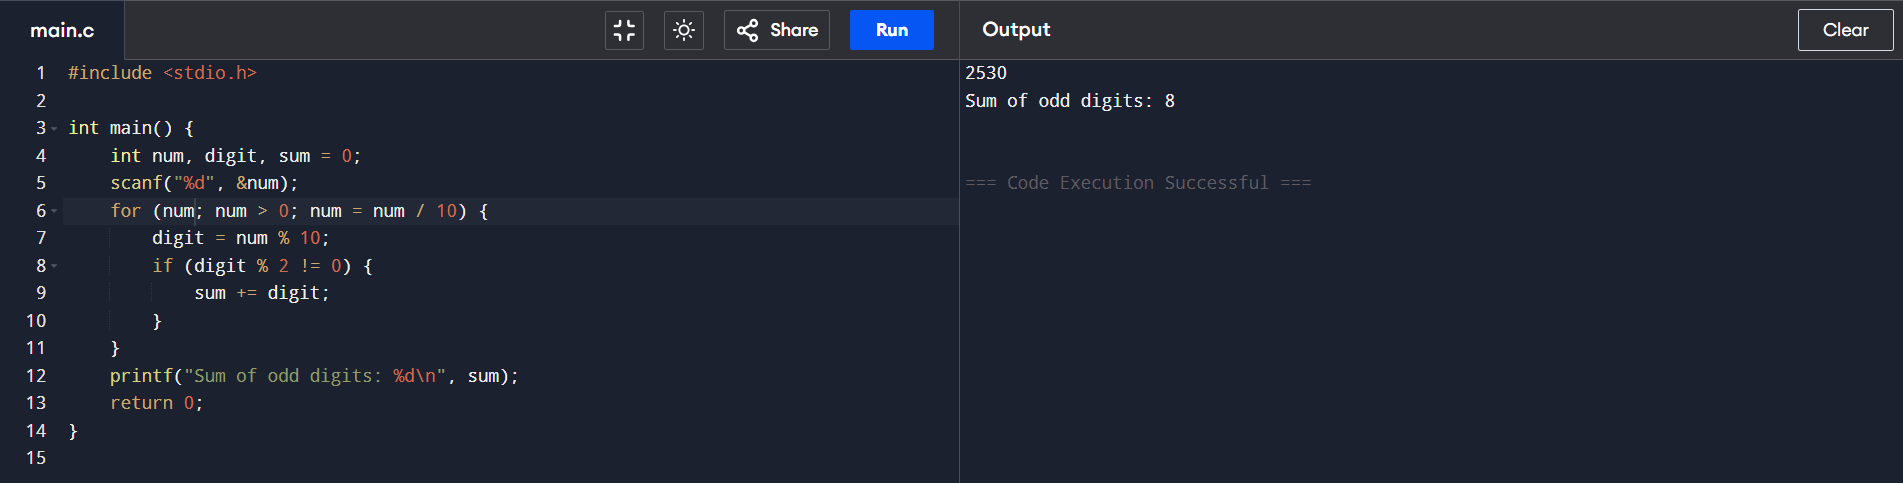 main.c
Share
Run
Output
Clear
1 #include <stdio.h>
2
3 int main() {
4     int num, digit, sum = 0;
5     scanf("%d", &num);
6     for (num; num > 0; num = num / 10) {
7         digit = num % 10;
8         if (digit % 2 != 0) {
9             sum += digit;
10         }
11     }
12     printf("Sum of odd digits: %d\n", sum);
13     return 0;
14 }
15
2530
Sum of odd digits: 8
=== Code Execution Successful ===